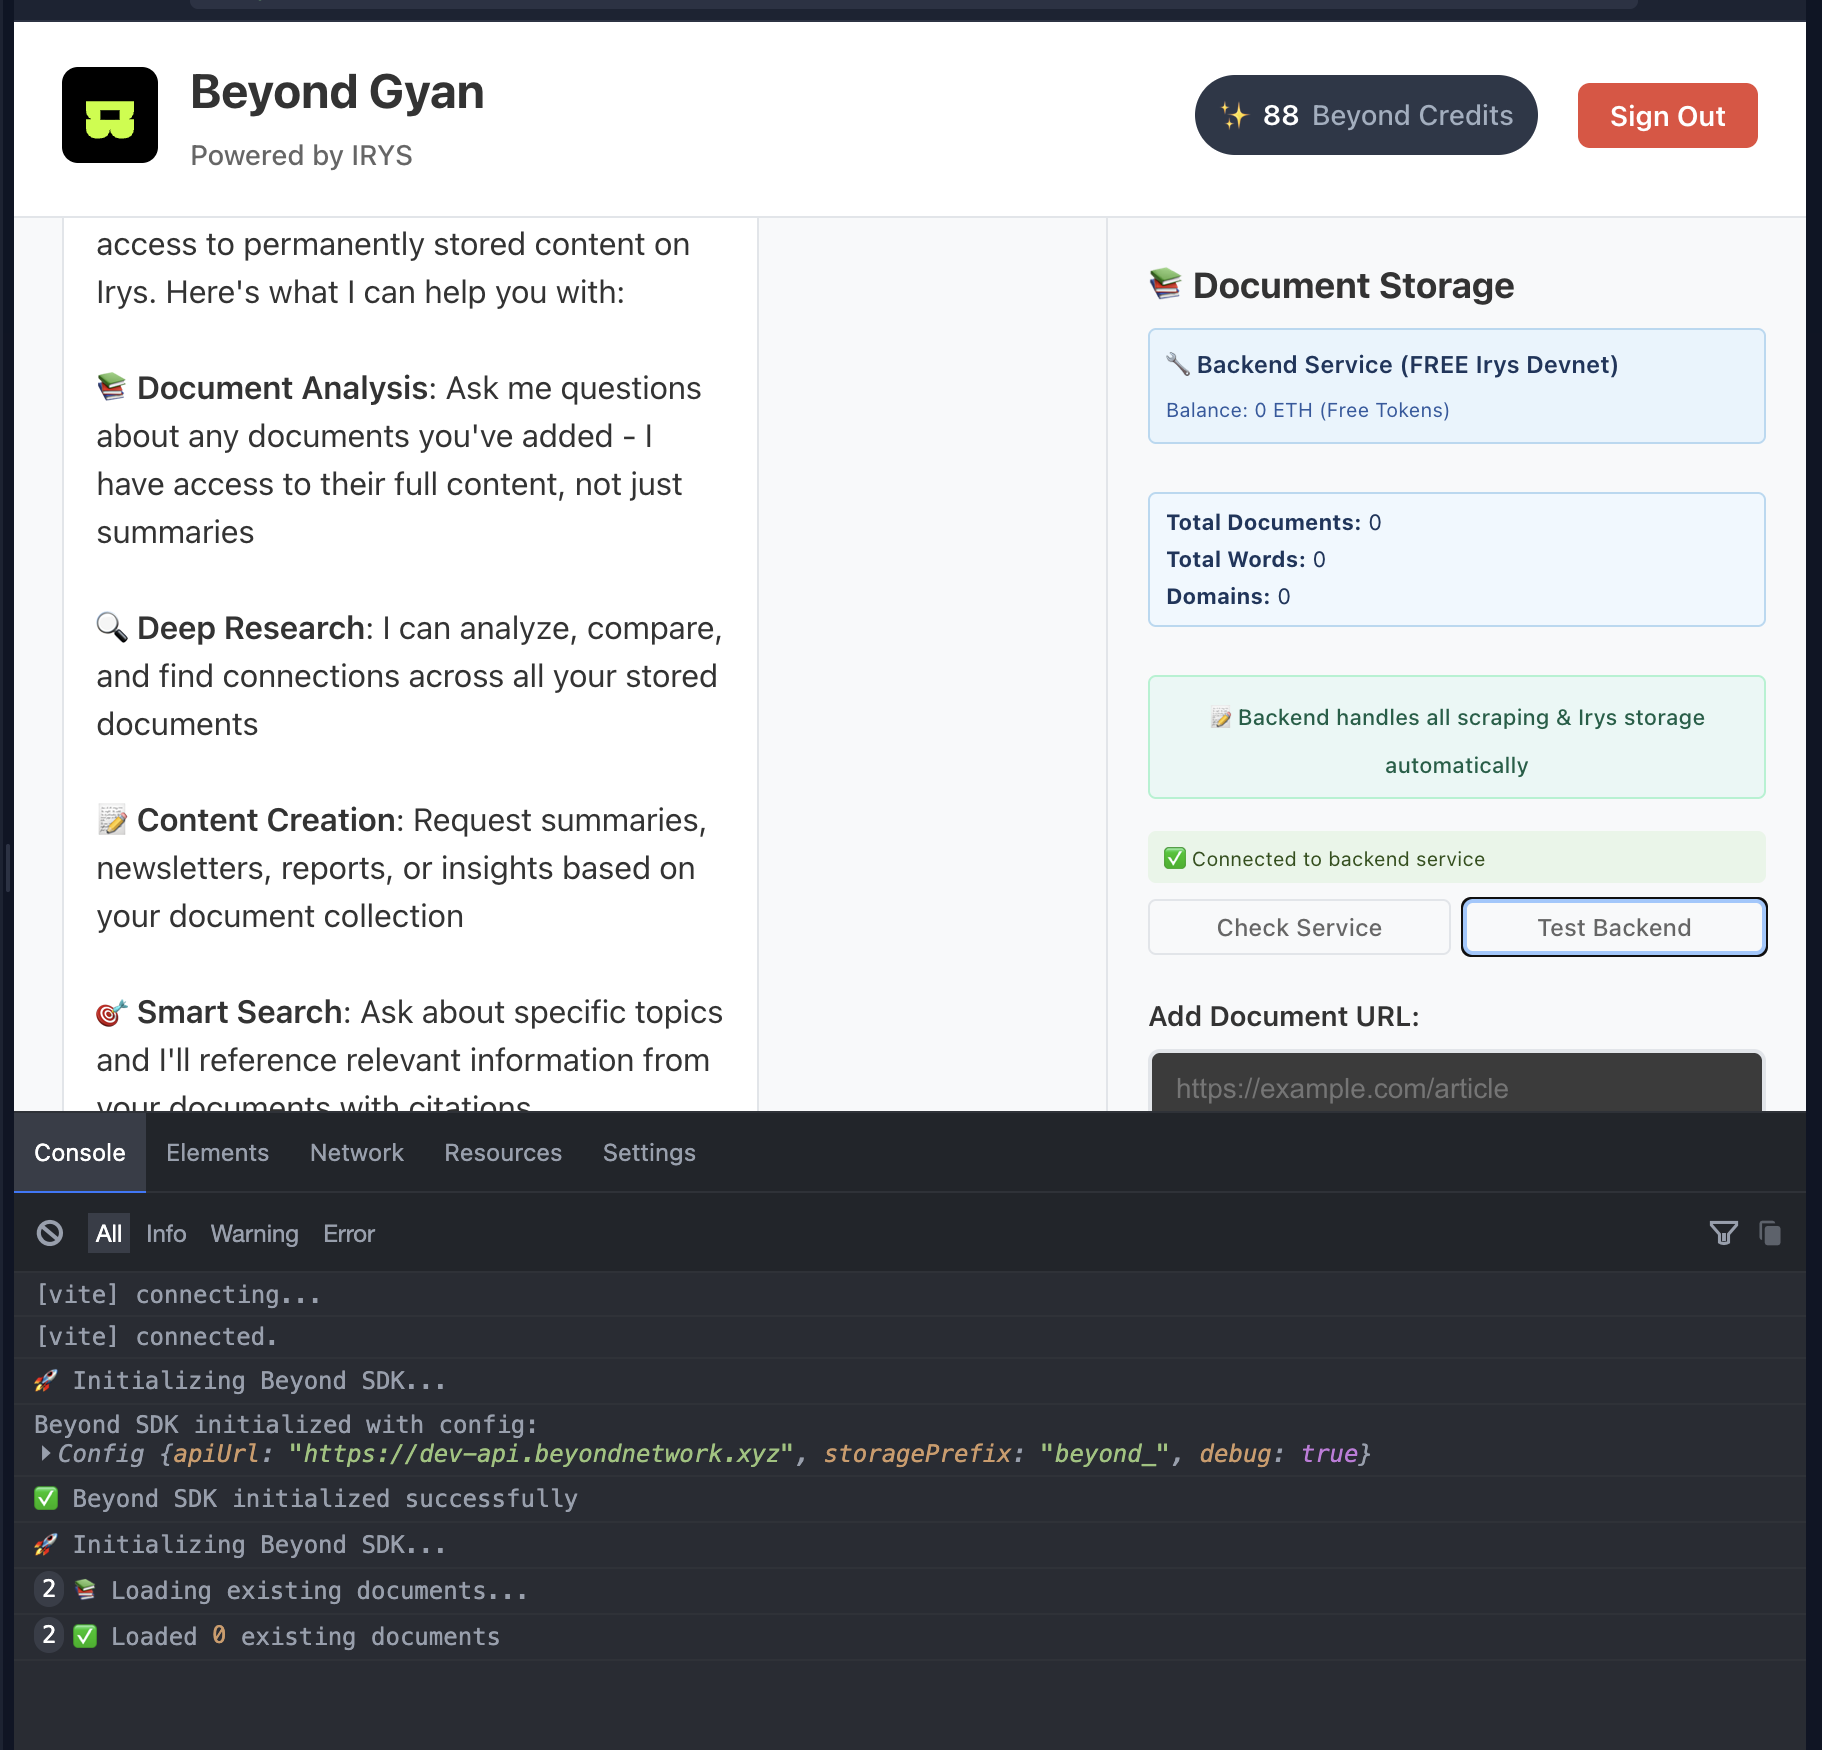 Beyond Gyan
Powered by IRYS
✨ 88 Beyond Credits
Sign Out
access to permanently stored content on
Irys. Here's what I can help you with:
📚 Document Analysis: Ask me questions
about any documents you've added - I
have access to their full content, not just
summaries
🔍 Deep Research: I can analyze, compare,
and find connections across all your stored
documents
📝 Content Creation: Request summaries,
newsletters, reports, or insights based on
your document collection
🎯 Smart Search: Ask about specific topics
and I'll reference relevant information from
your documents with citations
📚 Document Storage
🔧 Backend Service (FREE Irys Devnet)
Balance: 0 ETH (Free Tokens)
Total Documents: 0
Total Words: 0
Domains: 0
📝 Backend handles all scraping & Irys storage
automatically
✅ Connected to backend service
Check Service
Test Backend
Add Document URL:
https://example.com/article
Console Elements Network Resources Settings
All Info Warning Error
[vite] connecting...
[vite] connected.
🚀 Initializing Beyond SDK...
Beyond SDK initialized with config:
Config {apiUrl: "https://dev-api.beyondnetwork.xyz", storagePrefix: "beyond_", debug: true}
✅ Beyond SDK initialized successfully
🚀 Initializing Beyond SDK...
2 📚 Loading existing documents...
2 ✅ Loaded 0 existing documents